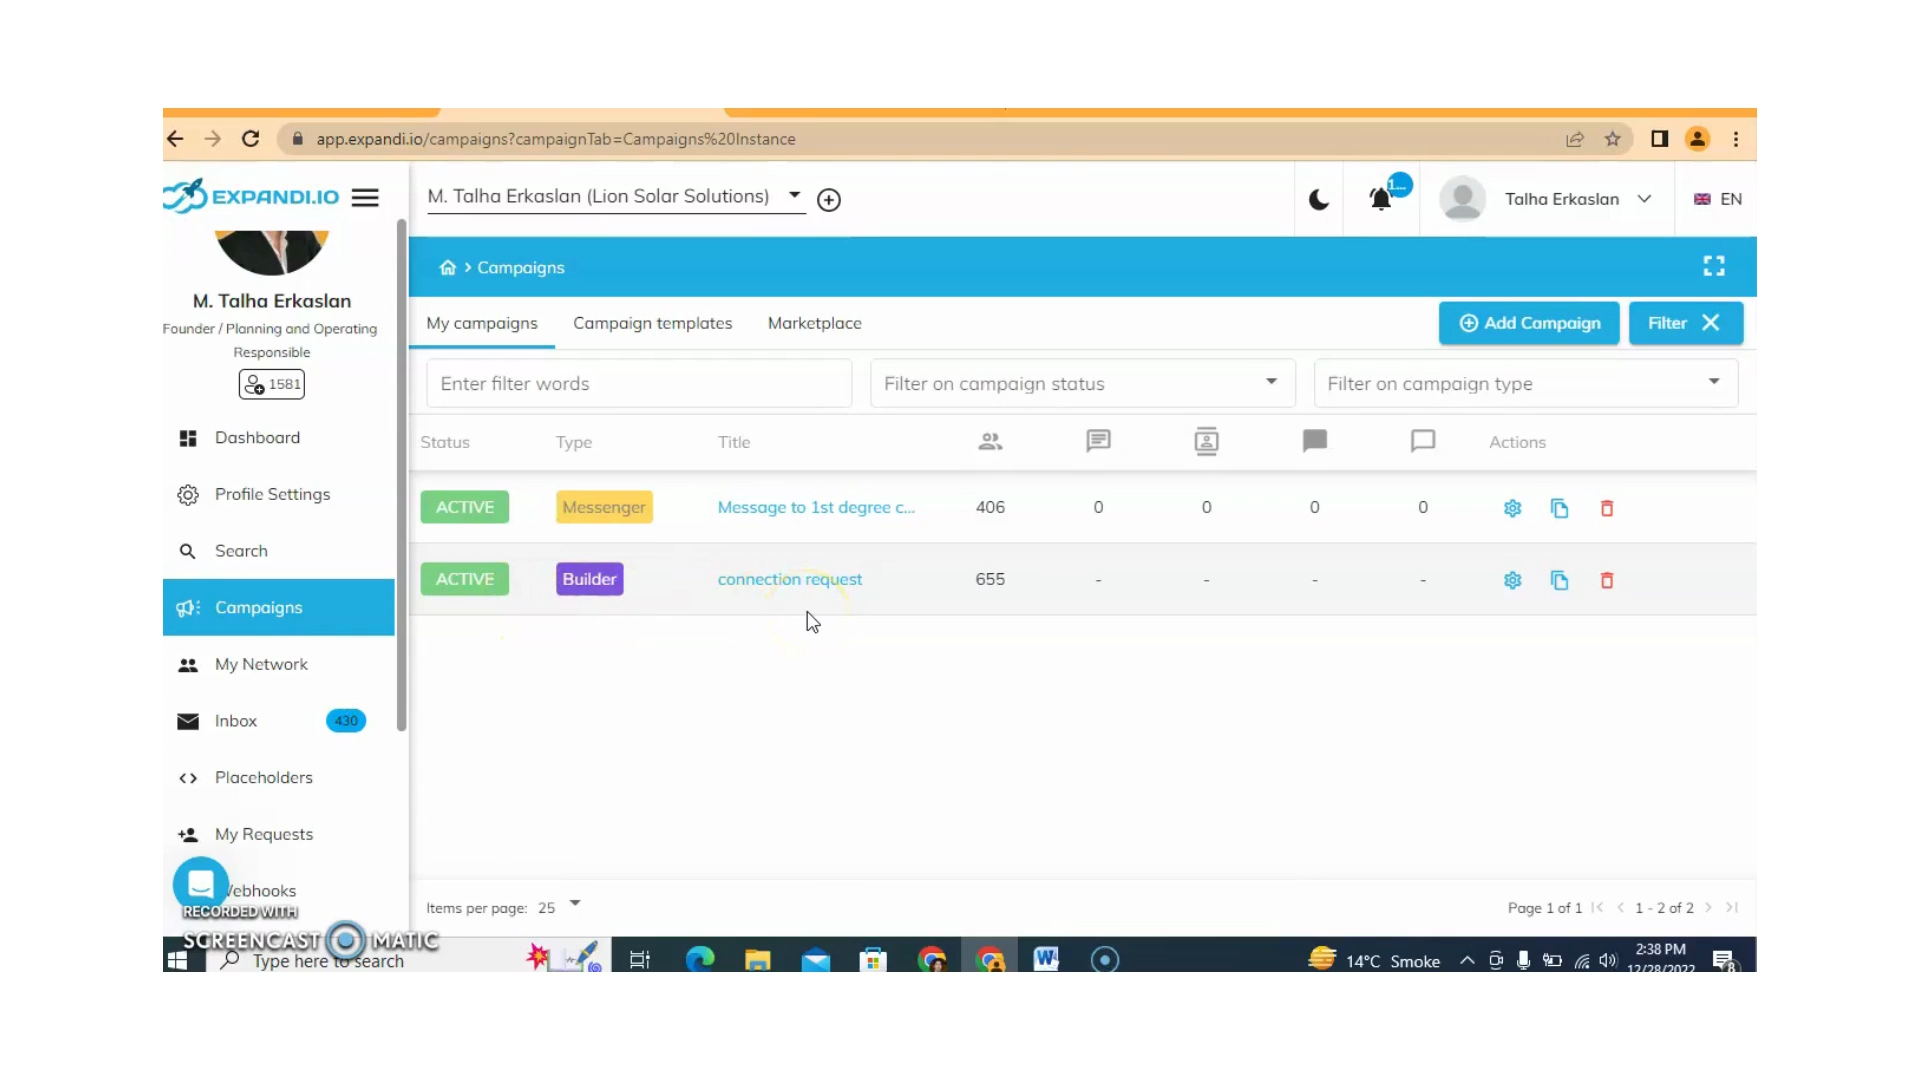 app.expandi.io/campaigns?campaignTab=Campaigns%20Instance
EXPANDI.IO
M. Talha Erkaslan (Lion Solar Solutions)
1...
Talha Erkaslan
EN
M. Talha Erkaslan
Founder / Planning and Operating
Responsible
1581
Dashboard
Profile Settings
Search
Campaigns
My Network
Inbox 430
Placeholders
My Requests
Webhooks
Campaigns
My campaigns Campaign templates Marketplace
Add Campaign Filter
Enter filter words Filter on campaign status Filter on campaign type
Status Type Title Actions
ACTIVE Messenger Message to 1st degree c... 406 0 0 0 0
ACTIVE Builder connection request 655 - - - -
Items per page: 25
Page 1 of 1 1 - 2 of 2
RECORDED WITH
SCREENCAST MATIC
Type here to search
14°C Smoke
2:38 PM
12/28/2022
8